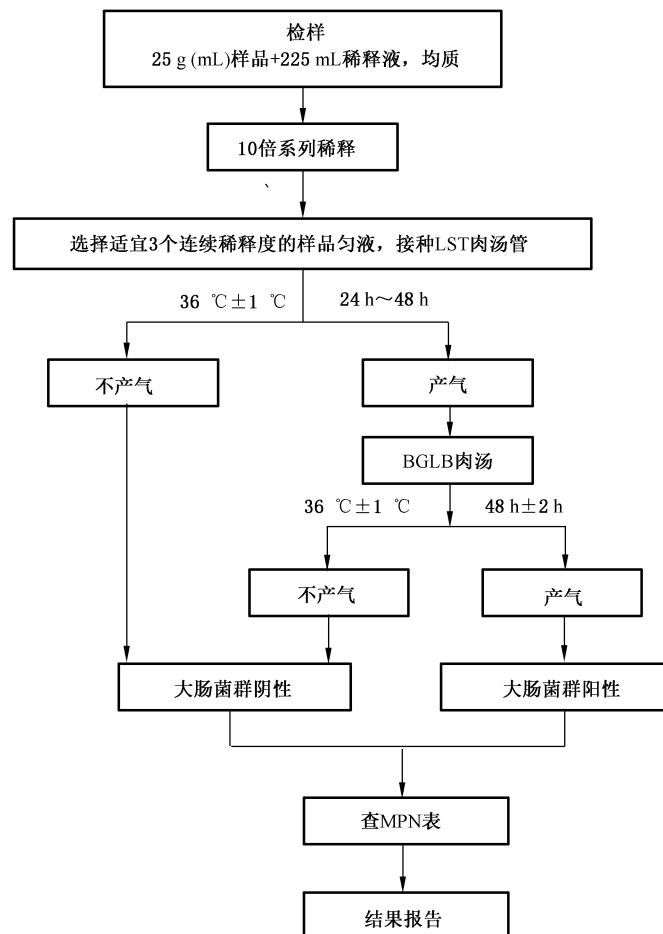 检样
25 g (mL)样品+225 mL稀释液，均质
10倍系列稀释
、
选择适宜3个连续稀释度的样品匀液，接种LST肉汤管
36 ℃±1 ℃ 24 h～48 h
不产气 产气
BGLB肉汤
36 ℃±1 ℃ 48 h±2 h
不产气 产气
大肠菌群阴性 大肠菌群阳性
查MPN表
结果报告